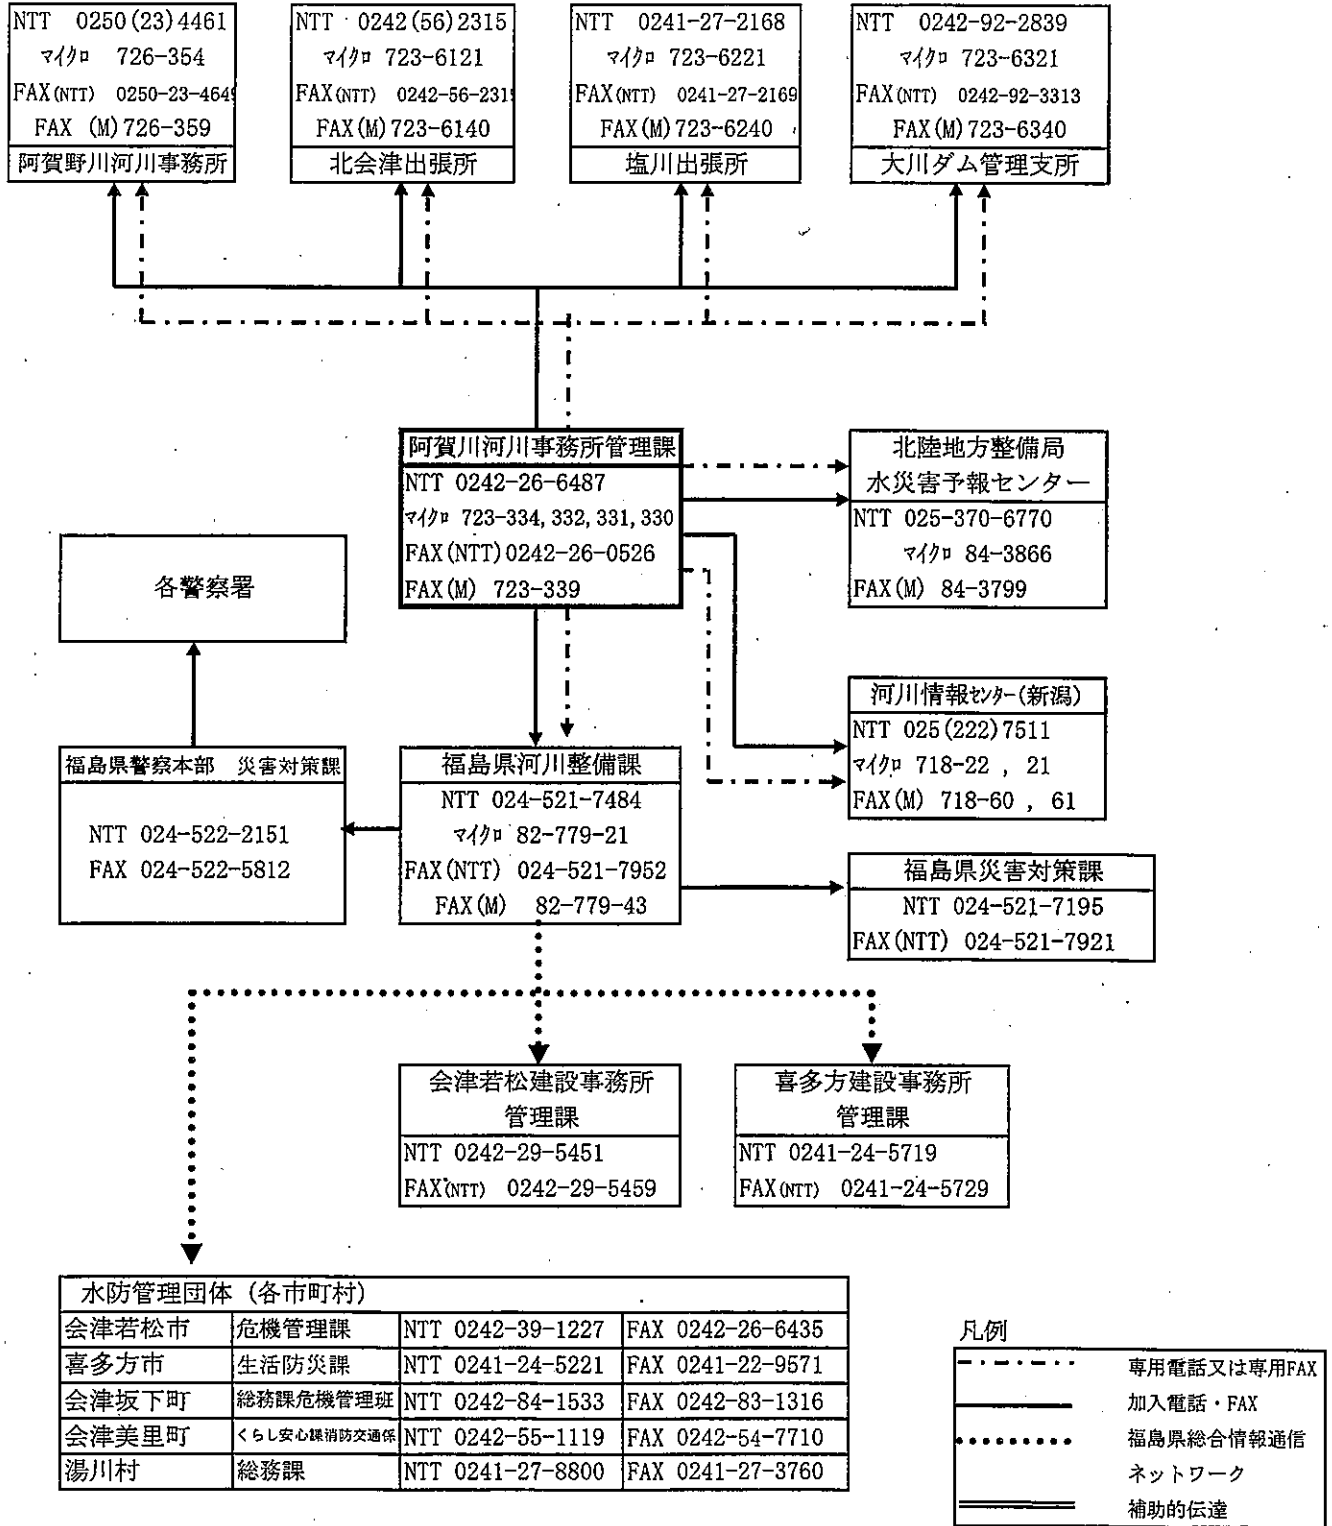 NTT 0250(23)4461
マイクロ 726-354
FAX(NTT) 0250-23-464
FAX (M)726-359
阿賀野川河川事務所
NTT 0242(56)2315
マイクロ 723-6121
FAX(NTT) 0242-56-231
FAX(M)723-6140
北会津出張所
NTT 0241-27-2168
マイクロ 723-6221
FAX(NTT) 0241-27-2169
FAX(M)723-6240
塩川出張所
NTT 0242-92-2839
マイクロ 723-6321
FAX(NTT) 0242-92-3313
FAX(M)723-6340
大川ダム管理支所
阿賀川河川事務所管理課
NTT 0242-26-6487
マイクロ 723-334,332,331,330
FAX(NTT)0242-26-0526
FAX(M) 723-339
北陸地方整備局
水災害予報センター
NTT 025-370-6770
マイクロ 84-3866
FAX(M) 84-3799
各警察署
河川情報センター(新潟)
NTT 025(222)7511
マイクロ 718-22 , 21
FAX(M) 718-60 , 61
福島県警察本部 災害対策課
NTT 024-522-2151
FAX 024-522-5812
福島県河川整備課
NTT 024-521-7484
マイクロ 82-779-21
FAX(NTT) 024-521-7952
FAX(M) 82-779-43
福島県災害対策課
NTT 024-521-7195
FAX(NTT) 024-521-7921
会津若松建設事務所
管理課
NTT 0242-29-5451
FAX(NTT) 0242-29-5459
喜多方建設事務所
管理課
NTT 0241-24-5719
FAX(NTT) 0241-24-5729
水防管理団体(各市町村)
会津若松市 危機管理課 NTT 0242-39-1227 FAX 0242-26-6435
喜多方市 生活防災課 NTT 0241-24-5221 FAX 0241-22-9571
会津坂下町 総務課危機管理班 NTT 0242-84-1533 FAX 0242-83-1316
会津美里町 くらし安心課消防交通係 NTT 0242-55-1119 FAX 0242-54-7710
湯川村 総務課 NTT 0241-27-8800 FAX 0241-27-3760
凡例
専用電話又は専用FAX
加入電話・FAX
福島県総合情報通信
ネットワーク
補助的伝達